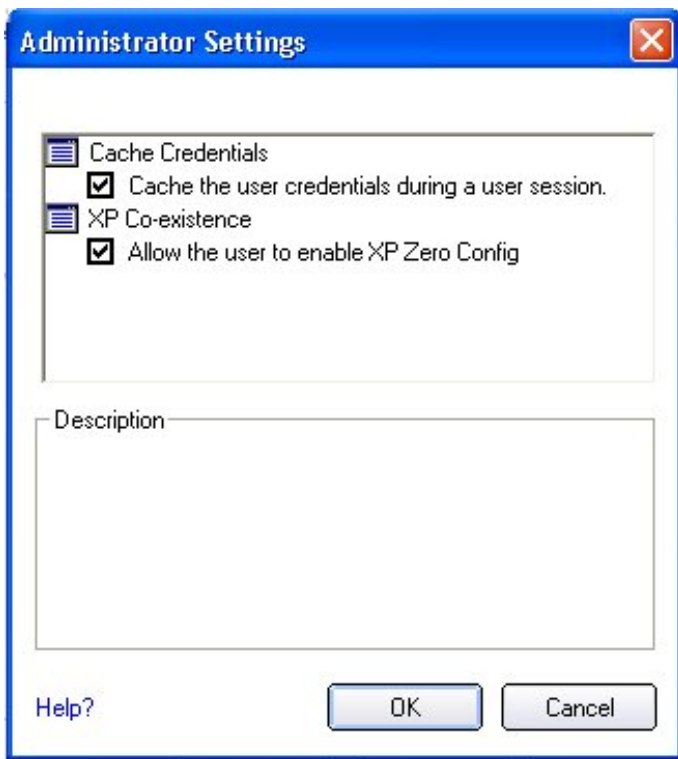 Administrator Settings
Cache Credentials
Cache the user credentials during a user session.
XP Co-existence
Allow the user to enable XP Zero Config
Description
Help?
OK
Cancel